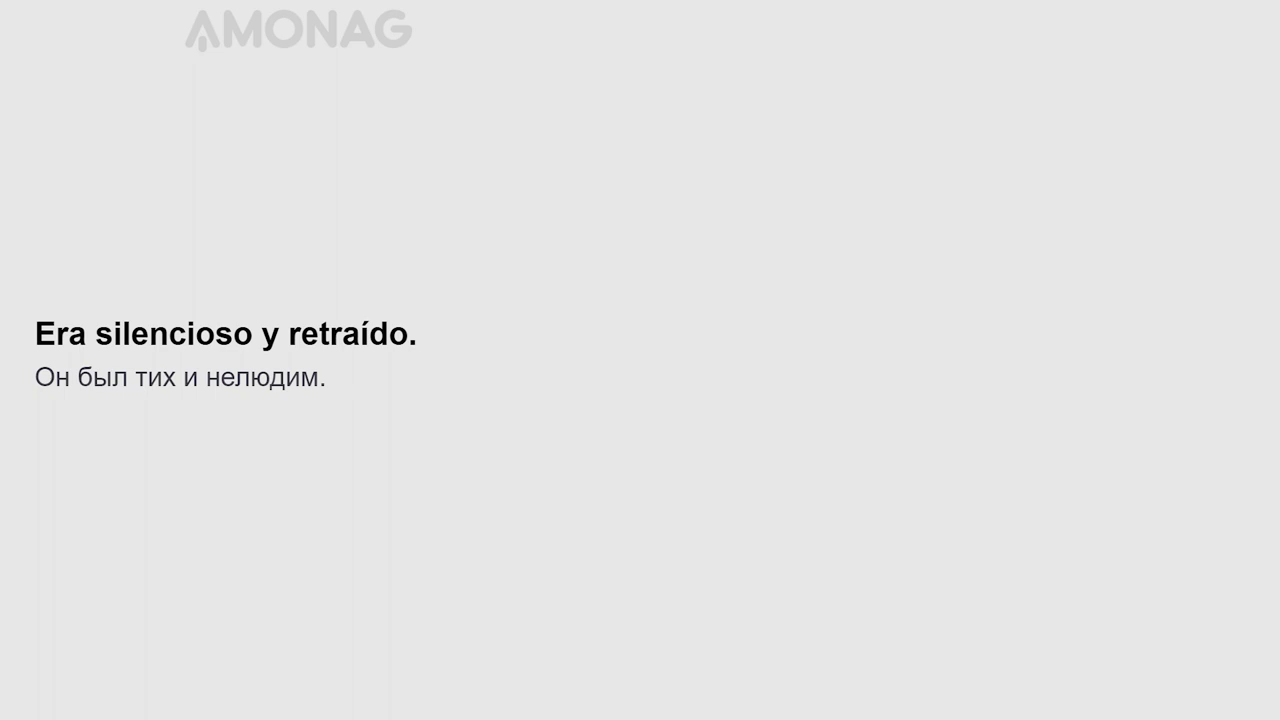 AMONAG
Era silencioso y retraído.
Он был тих и нелюдим.